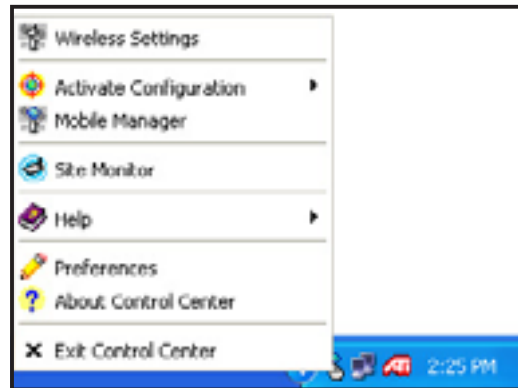 Wireless Settings
Activate Configuration
Mobile Manager
Site Monitor
Help
Preferences
About Control Center
Exit Control Center
ATI 2:25 PM